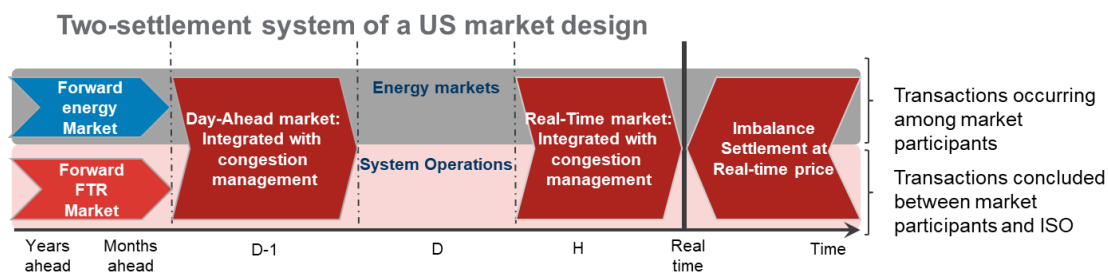 Two-settlement system of a US market design
Forward
energy
Market
Day-Ahead market:
Integrated with
congestion
management
Energy markets
System Operations
Real-Time market:
Integrated with
congestion
management
Imbalance
Settlement at
Real-time price
Forward
FTR
Market
Transactions occurring
among market
participants
Transactions concluded
between market
participants and ISO
Years
ahead
Months
ahead
D-1
D
H
Real
time
Time